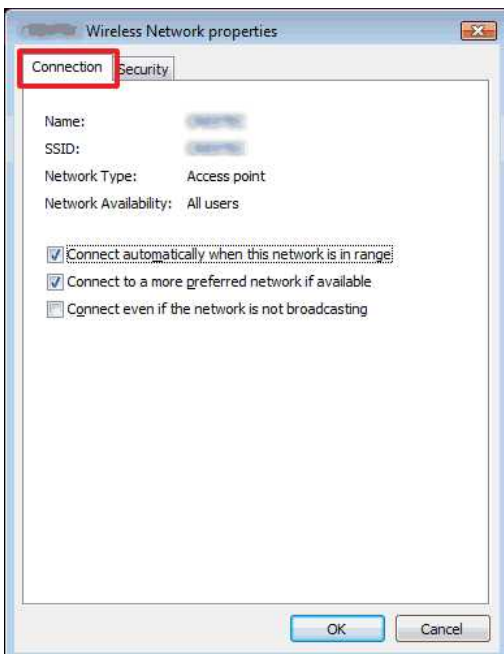 Wireless Network properties
Connection
Security
Name:
SSID:
Network Type: Access point
Network Availability: All users
Connect automatically when this network is in range
Connect to a more preferred network if available
Connect even if the network is not broadcasting
OK
Cancel